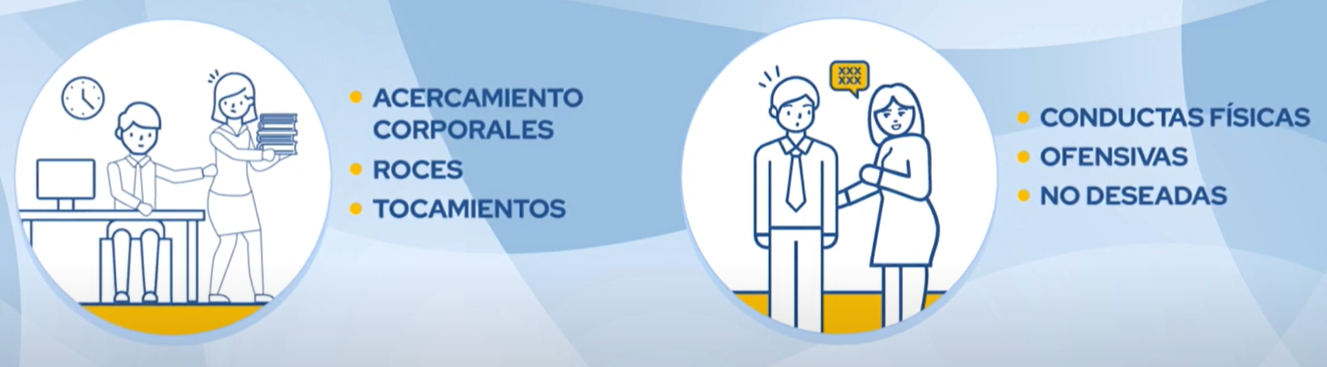 ACERCAMIENTO
CORPORALES
ROCES
TOCAMIENTOS
XXX
XXX
CONDUCTAS FÍSICAS
OFENSIVAS
NO DESEADAS